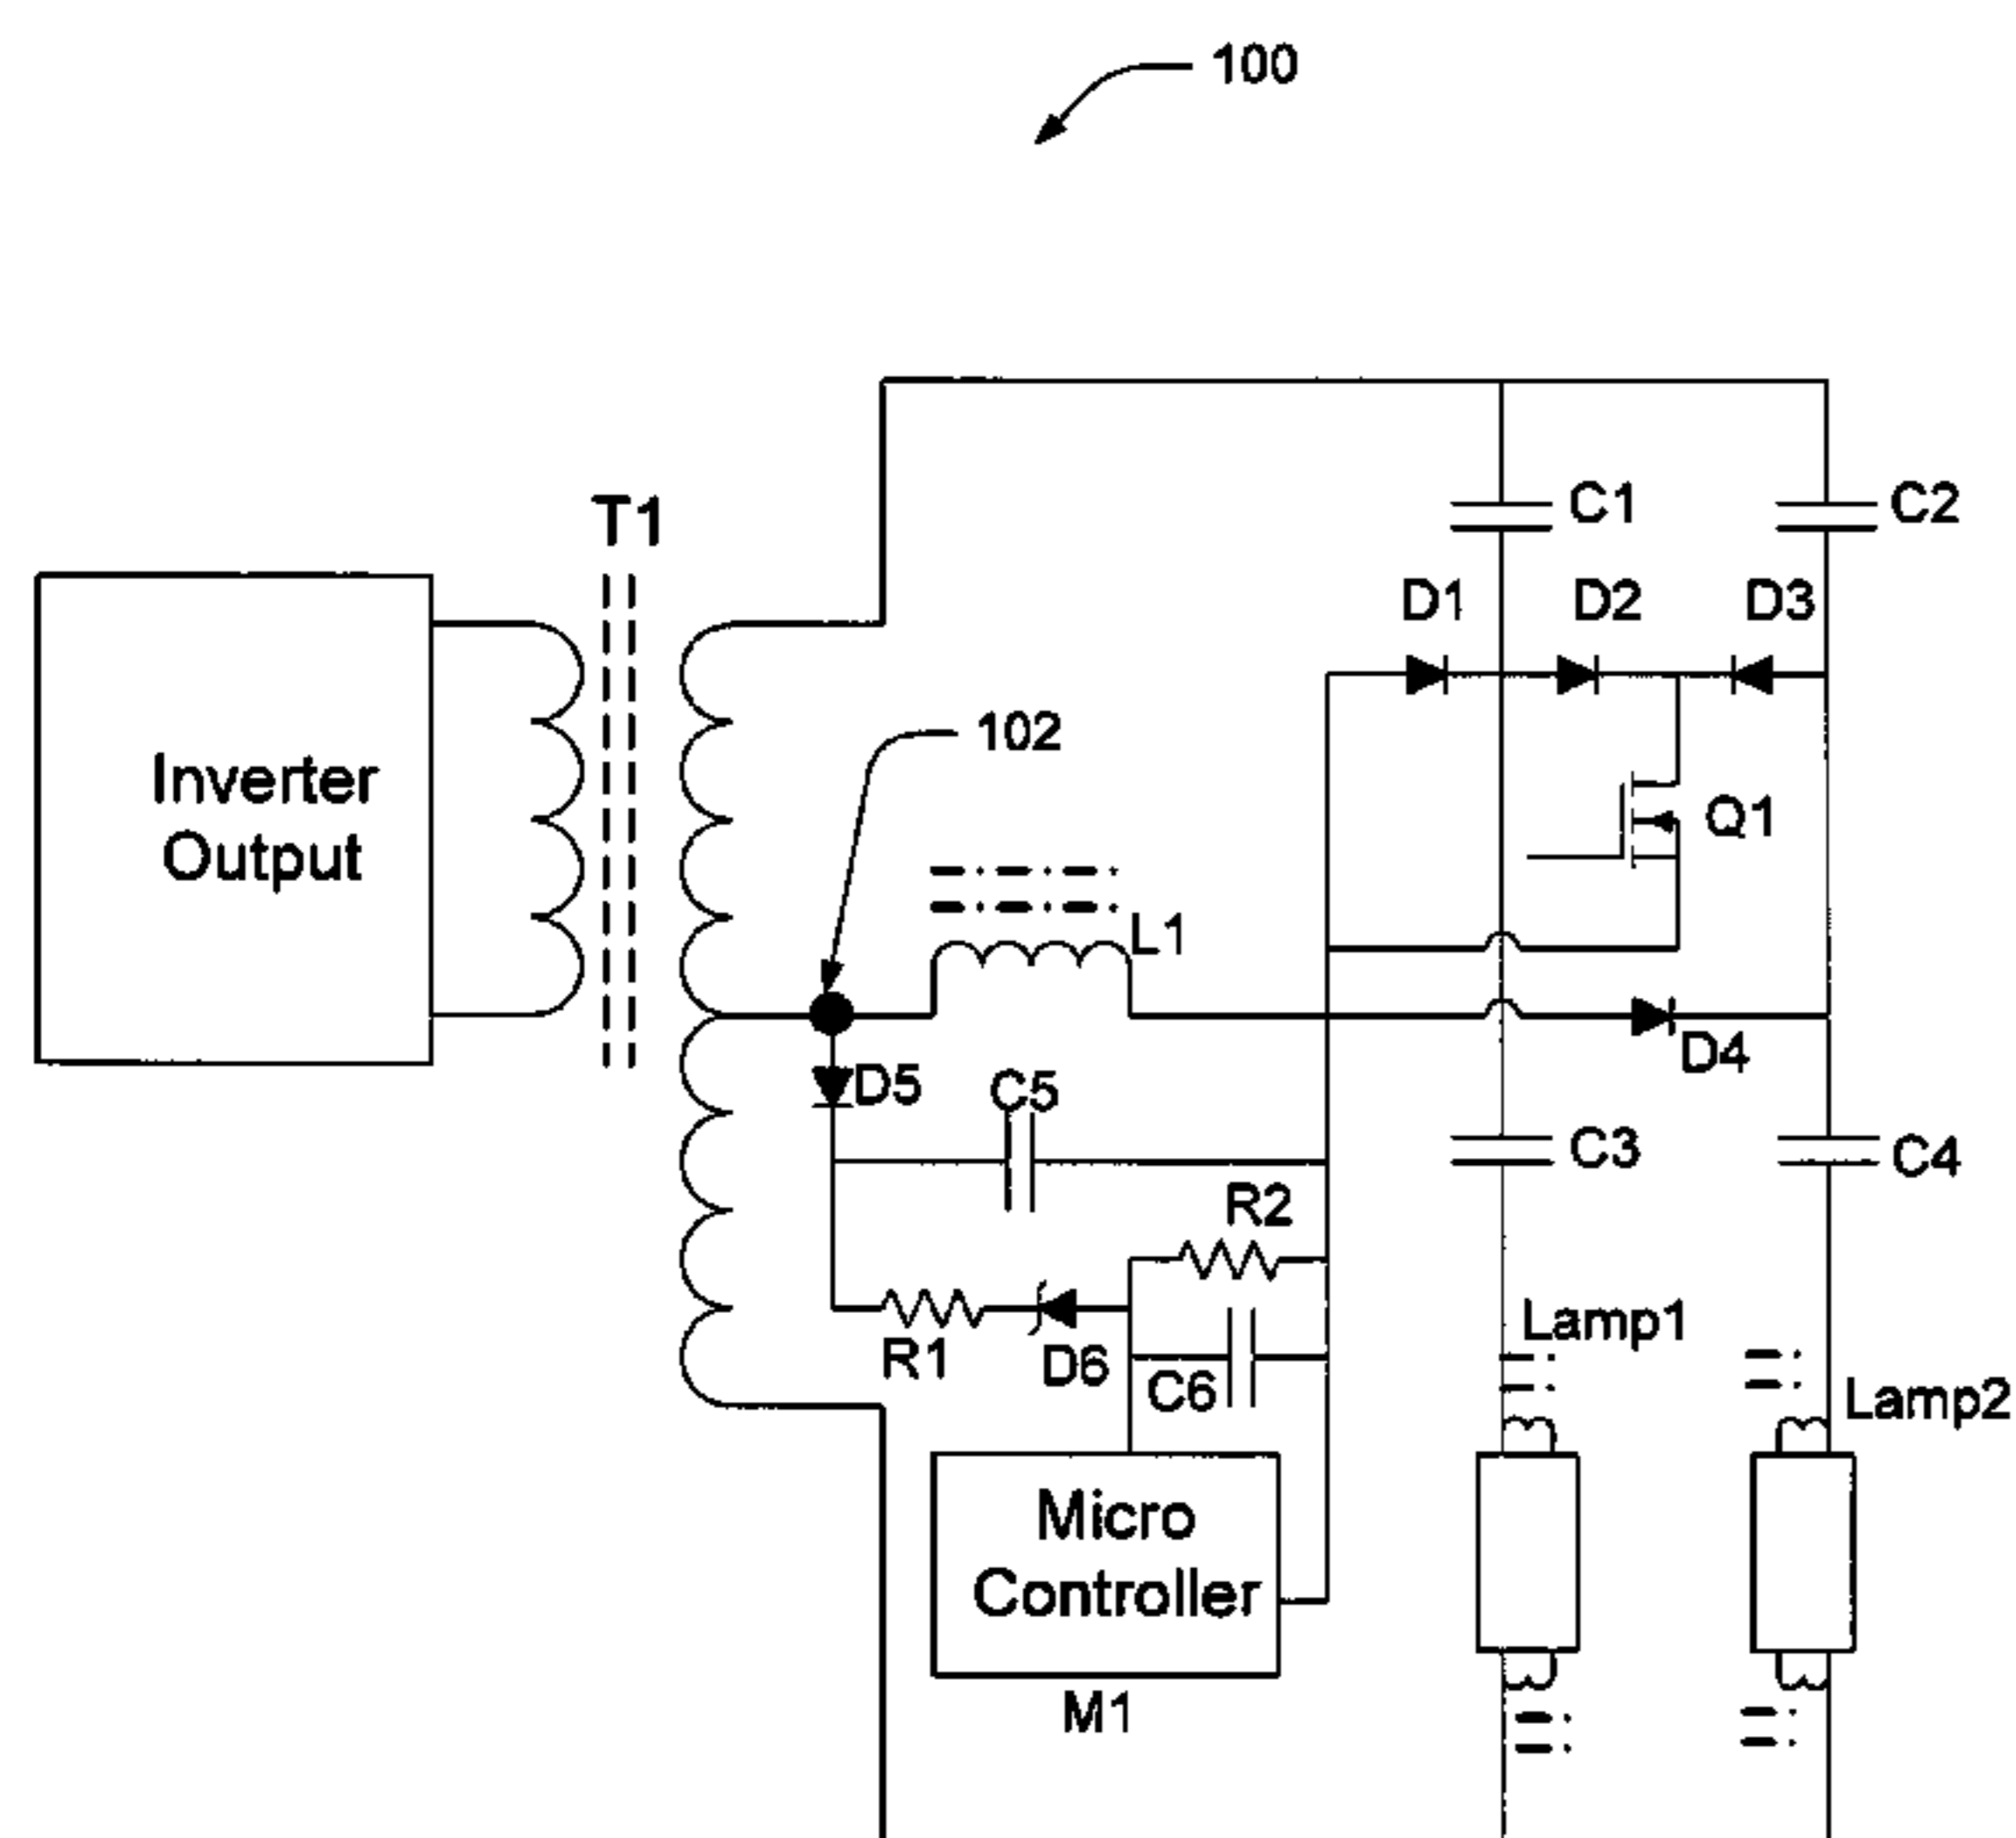 100
T1
C1
C2
D1
D2
D3
102
Inverter
Output
Q1
L1
D4
D5
C5
C3
C4
R2
R1
D6
C6
Lamp1
Lamp2
Micro
Controller
M1